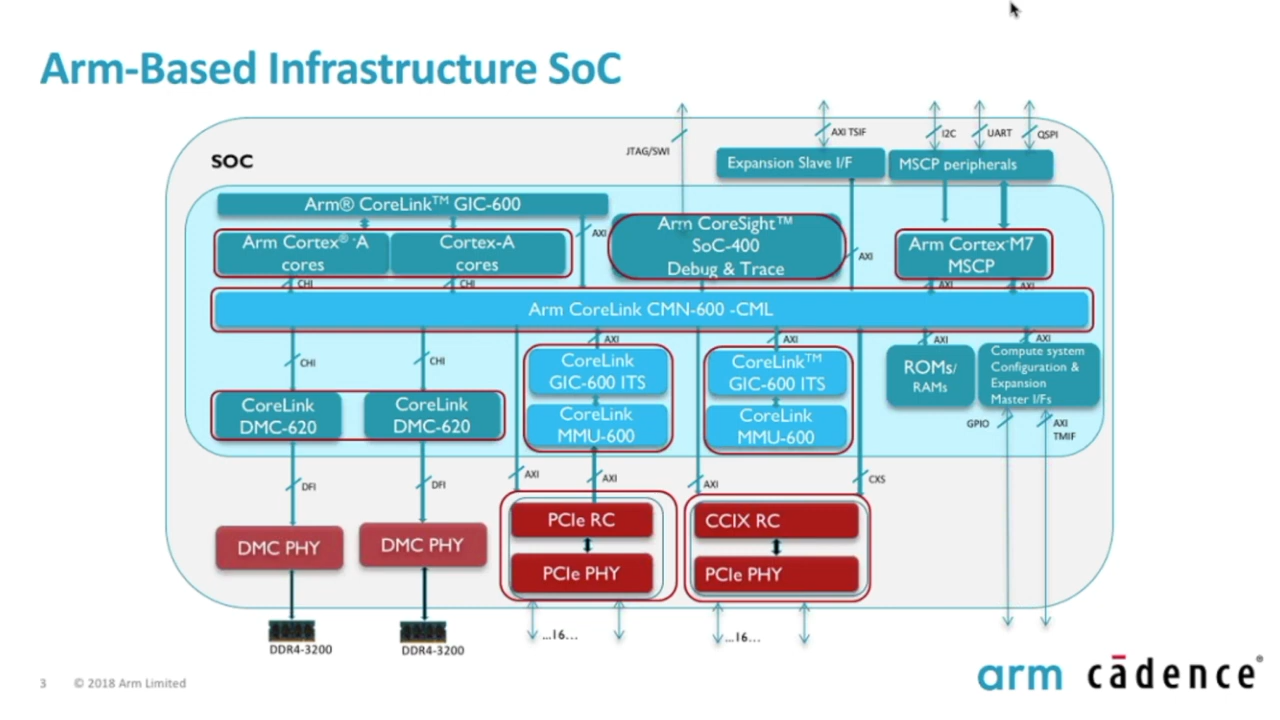 Arm-Based Infrastructure SoC
SOC
JTAG/SWI
AXI TSIF
I2C
UART
QSPI
Expansion Slave I/F
MSCP peripherals
Arm® CoreLink™ GIC-600
AXI
Arm CoreSight™
SoC-400
Debug & Trace
AXI
Arm Cortex®-A
cores
Cortex-A
cores
Arm Cortex-M7
MSCP
CHI
CHI
AXI
AXI
Arm CoreLink CMN-600 -CML
CHI
CHI
AXI
AXI
AXI
AXI
CoreLink
GIC-600 ITS
CoreLink
MMU-600
CoreLink™
GIC-600 ITS
CoreLink
MMU-600
ROMs/
RAMs
Compute system
Configuration &
Expansion
Master I/Fs
CoreLink
DMC-620
CoreLink
DMC-620
GPIO
AXI
TMIF
DFI
DFI
AXI
AXI
AXI
CXS
DMC PHY
DMC PHY
PCIe RC
PCIe PHY
CCIX RC
PCIe PHY
...16...
...16...
DDR4-3200
DDR4-3200
3
© 2018 Arm Limited
arm
cādence®